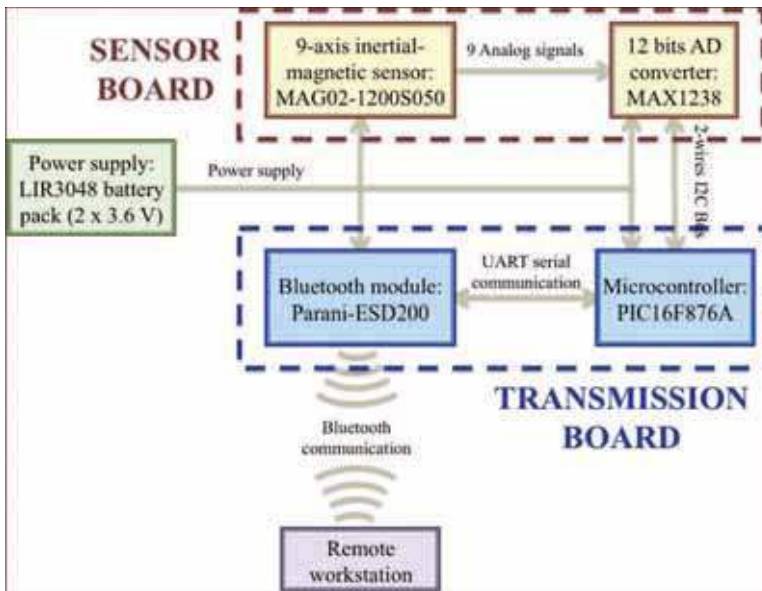 SENSOR
BOARD
9-axis inertial-
magnetic sensor:
MAG02-1200S050
9 Analog signals
12 bits AD
converter:
MAX1238
Power supply:
LIR3048 battery
pack (2 x 3.6 V)
Power supply
2-wires I2C Bus
Bluetooth module:
Parani-ESD200
UART serial
communication
Microcontroller:
PIC16F876A
TRANSMISSION
BOARD
Bluetooth
communication
Remote
workstation